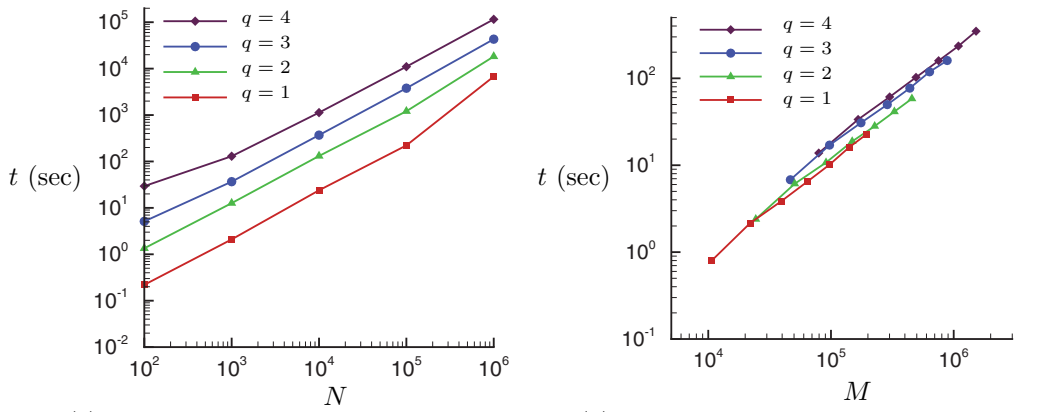 10^5
10^4
10^3
10^2
10^1
10^0
10^-1
10^-2
t (sec)
q = 4
q = 3
q = 2
q = 1
10^2 10^3 10^4 10^5 10^6
N
10^2
10^1
10^0
10^-1
t (sec)
q = 4
q = 3
q = 2
q = 1
10^4 10^5 10^6
M